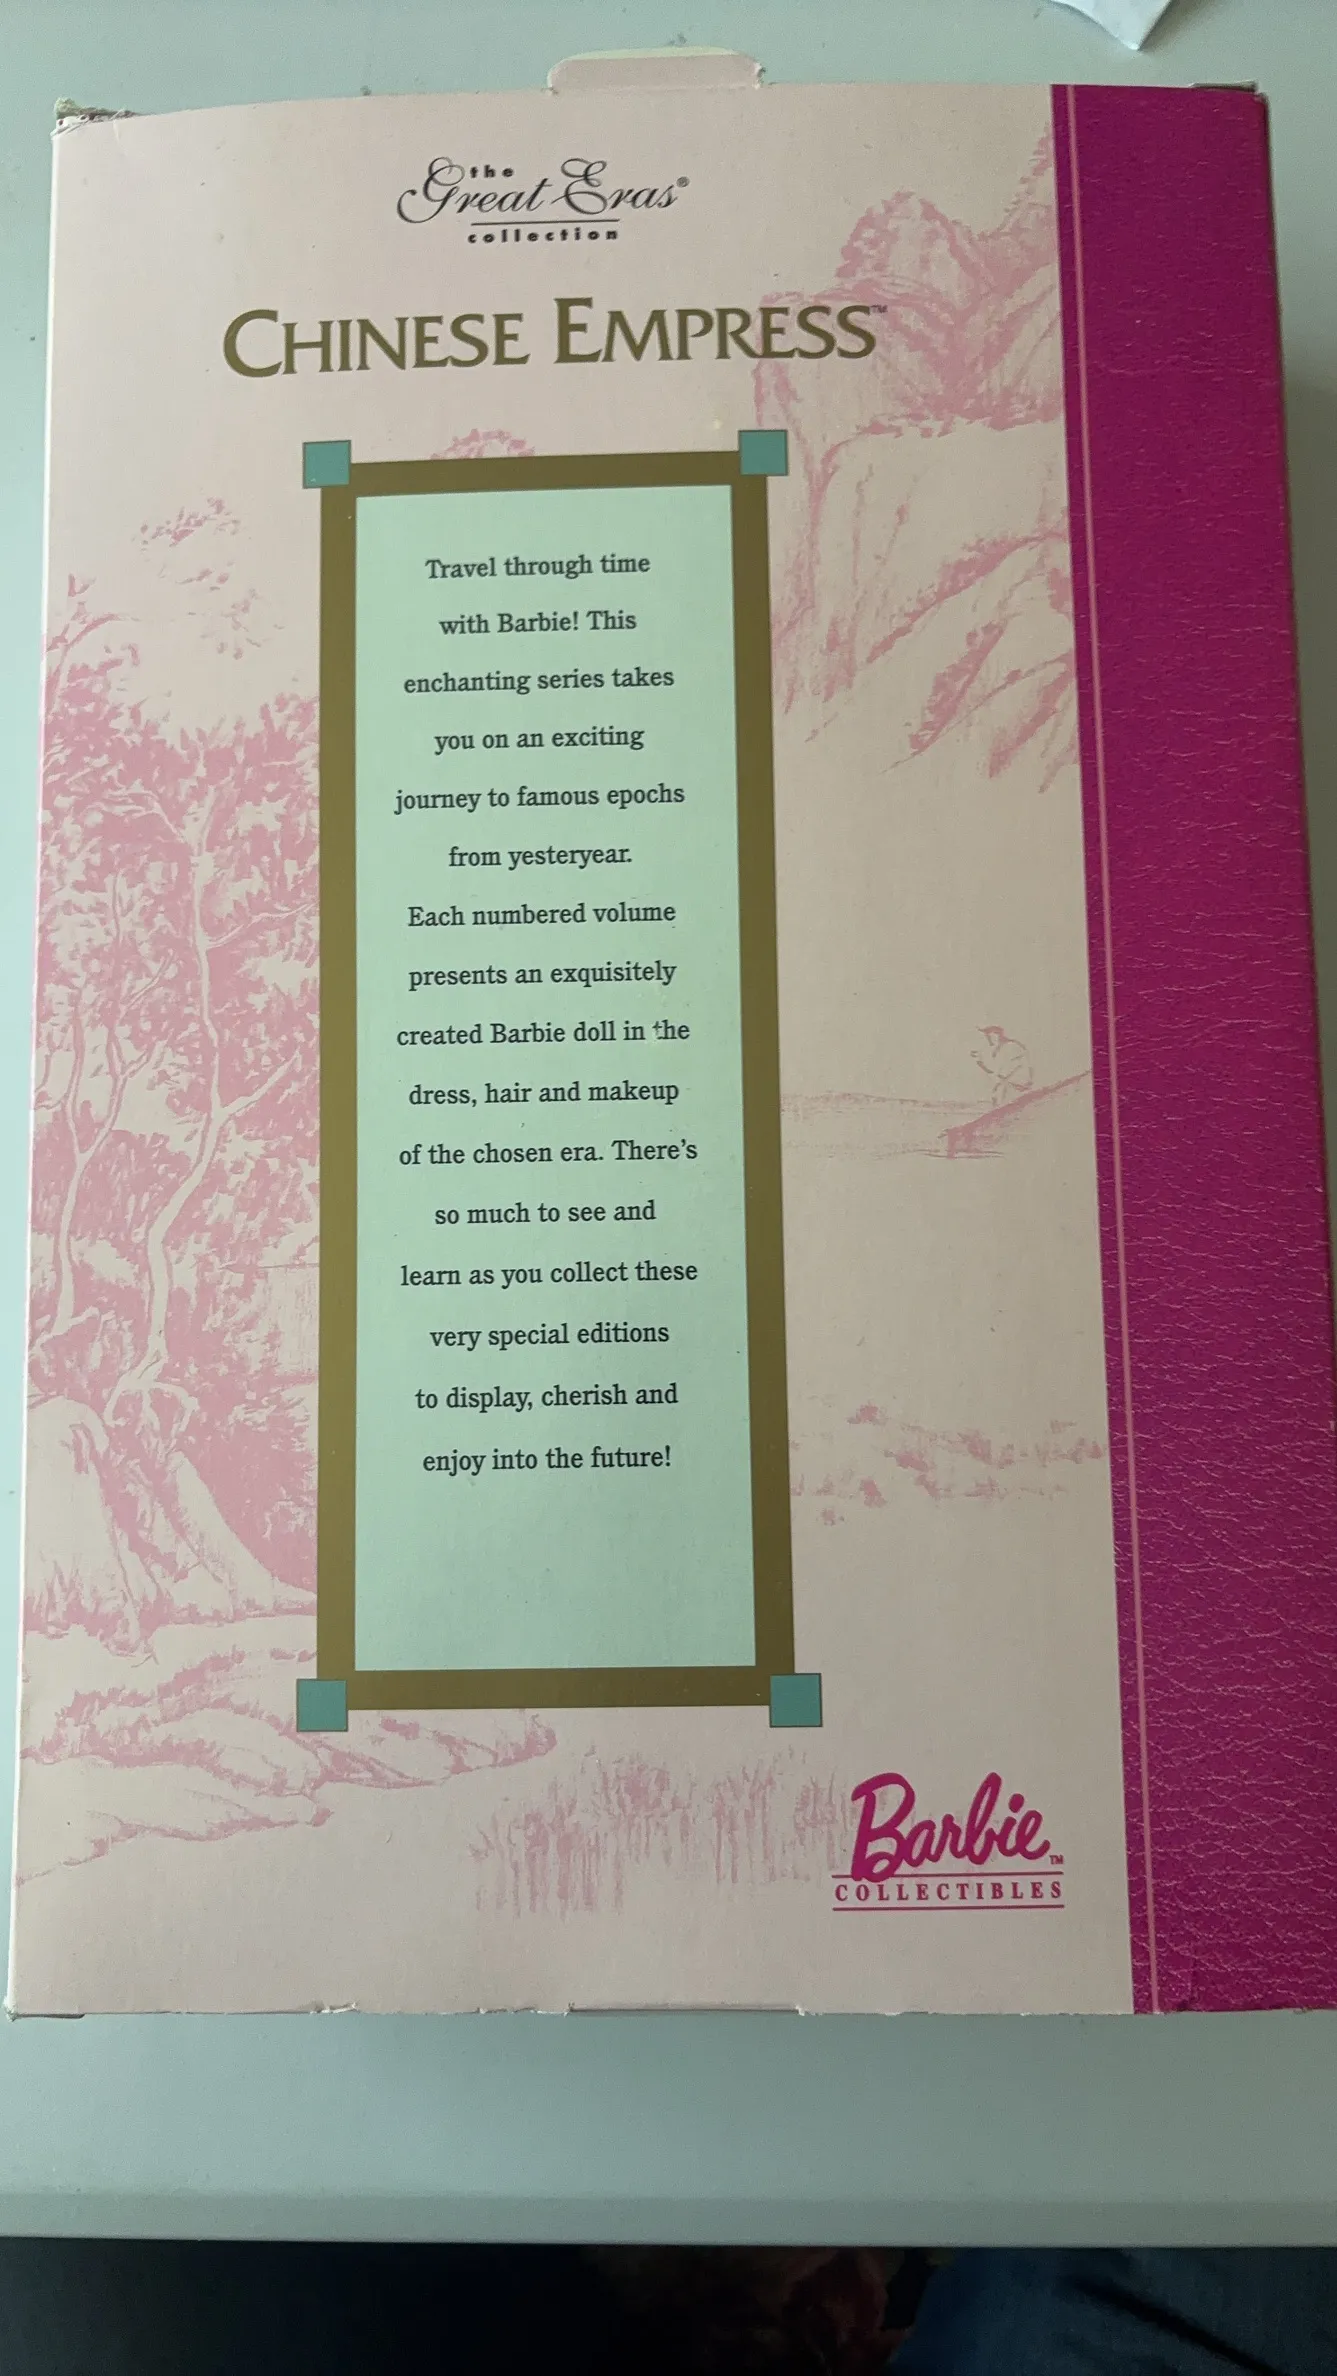 the
Great Eras®
collection
CHINESE EMPRESS™
Travel through time
with Barbie! This
enchanting series takes
you on an exciting
journey to famous epochs
from yesteryear.
Each numbered volume
presents an exquisitely
created Barbie doll in the
dress, hair and makeup
of the chosen era. There's
so much to see and
learn as you collect these
very special editions
to display, cherish and
enjoy into the future!
Barbie™
COLLECTIBLES